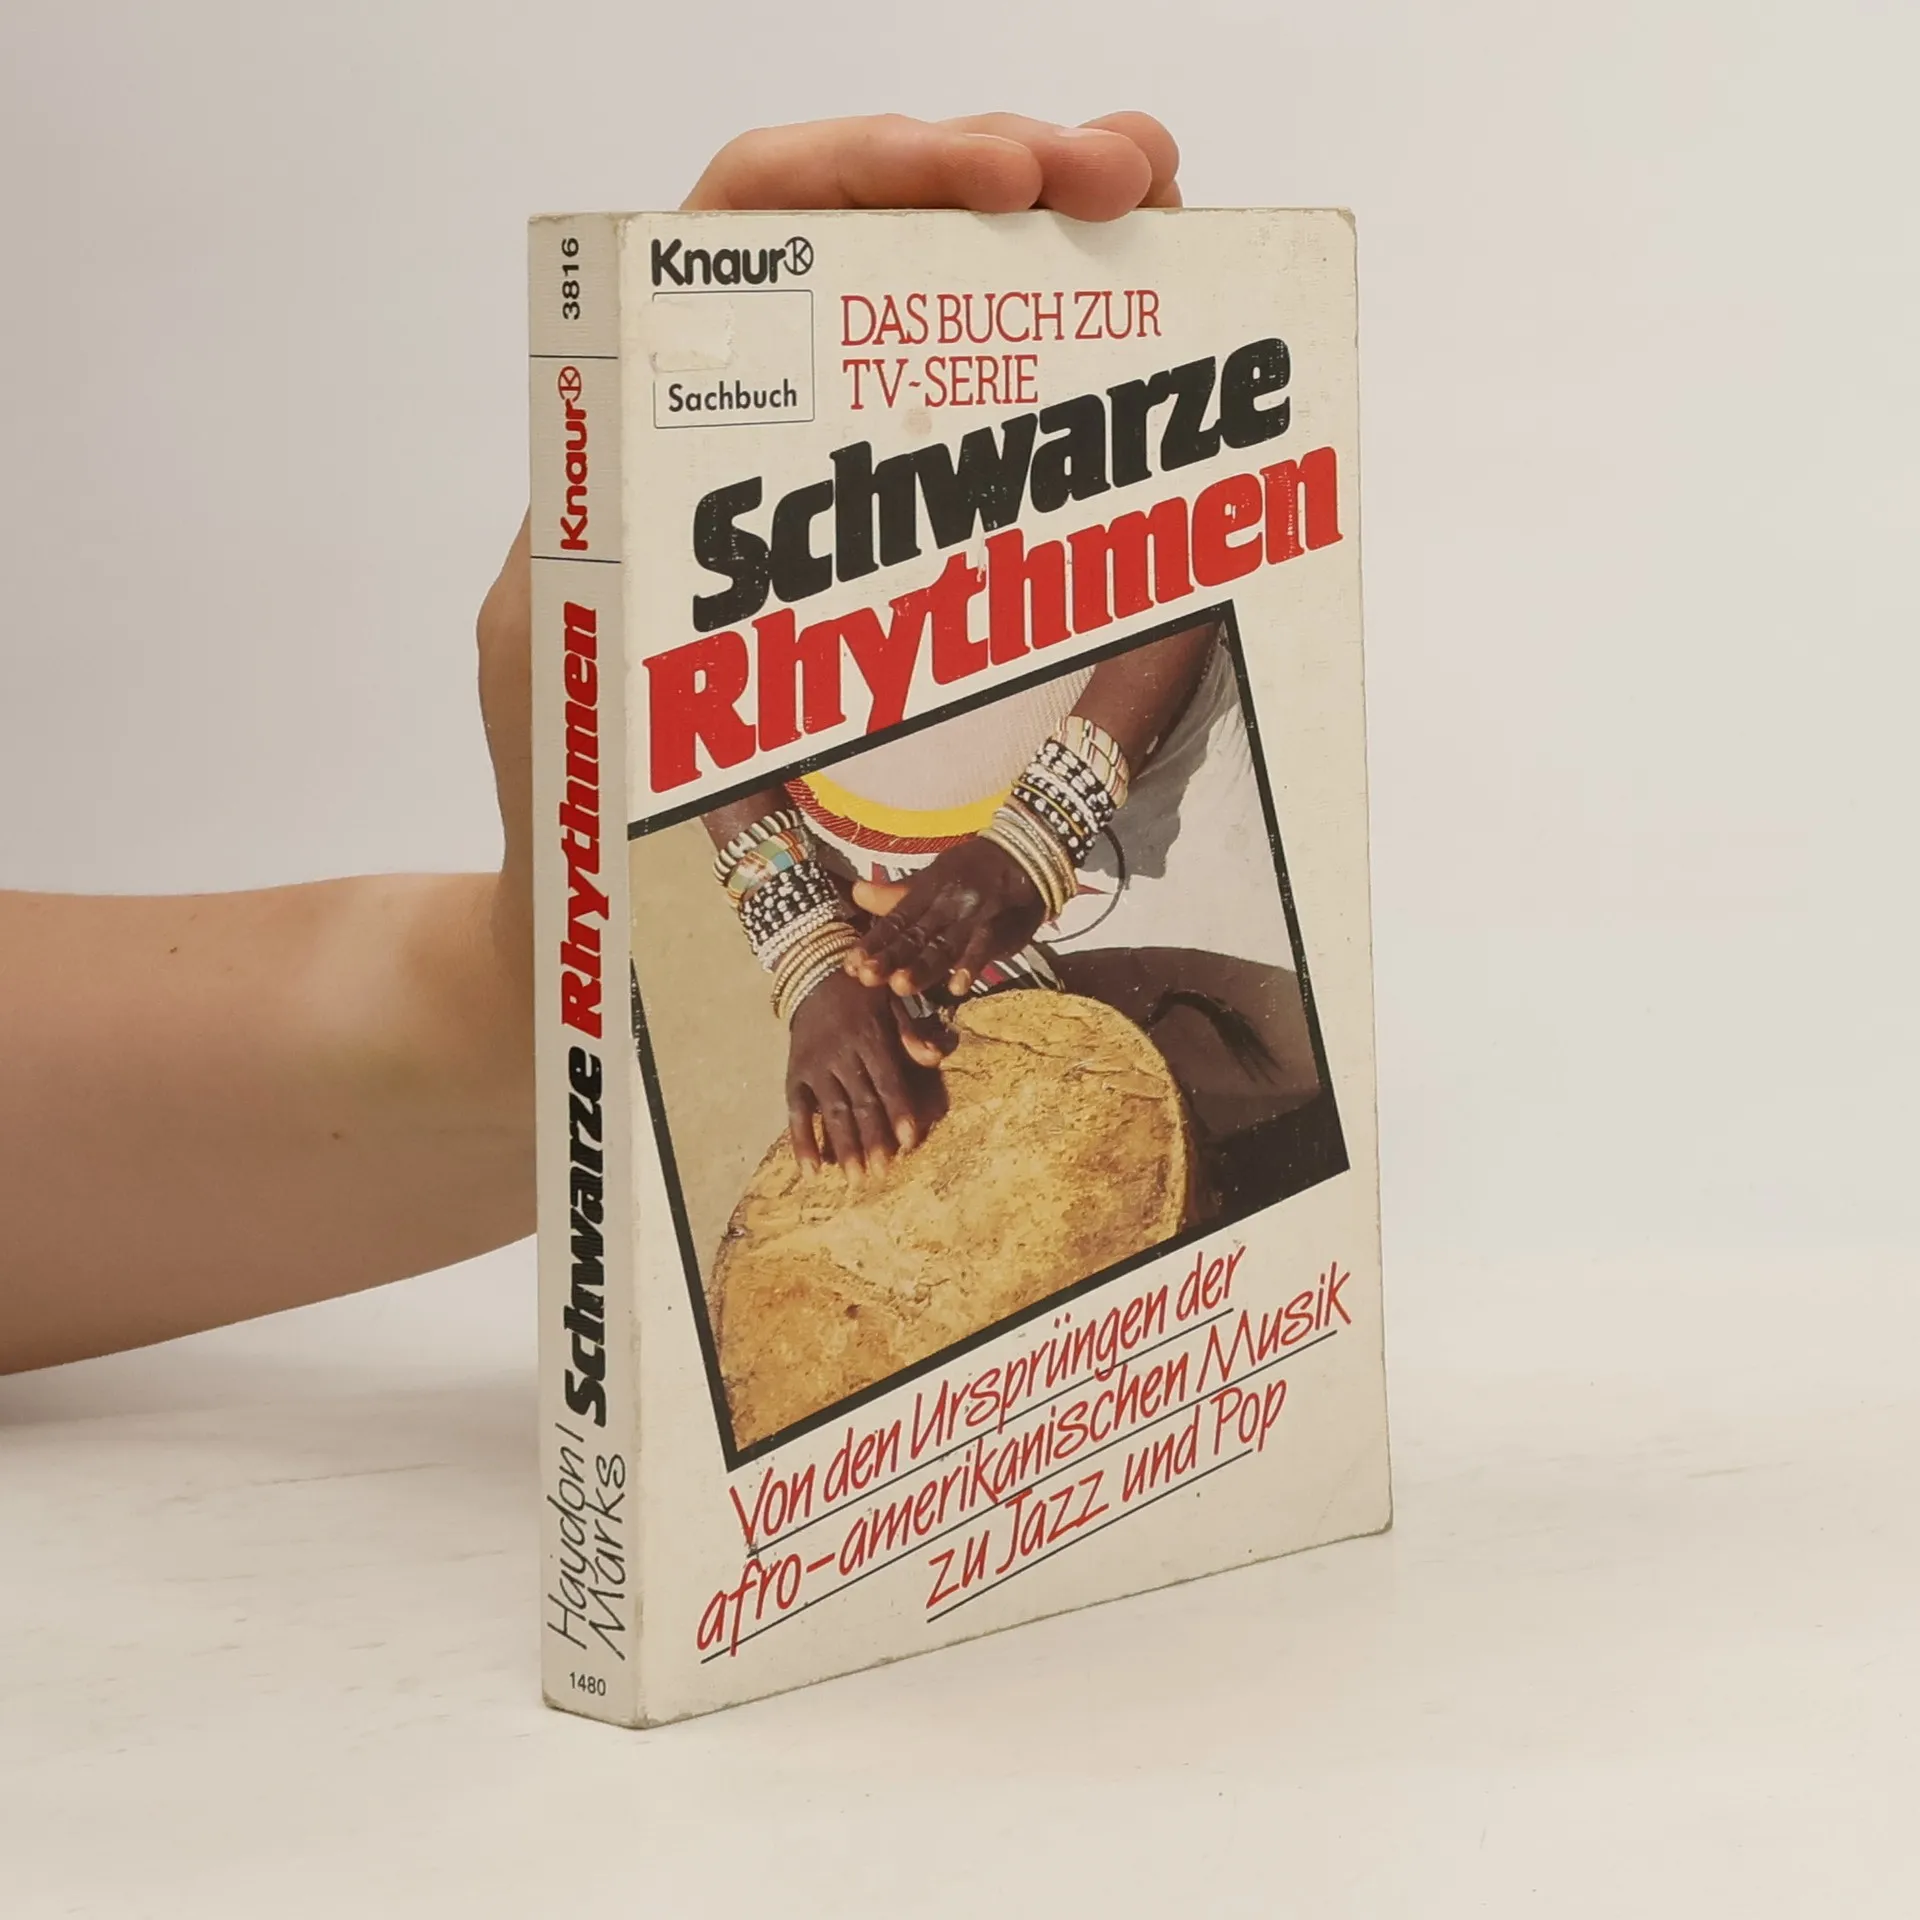 3816
Knaur
Schwarze Rhythmen
Haydon/
Marks
1480
Knaur
Sachbuch
DAS BUCH ZUR
TV-SERIE
Schwarze
Rhythmen
Von den Ursprüngen der
afro-amerikanischen Musik
zu Jazz und Pop